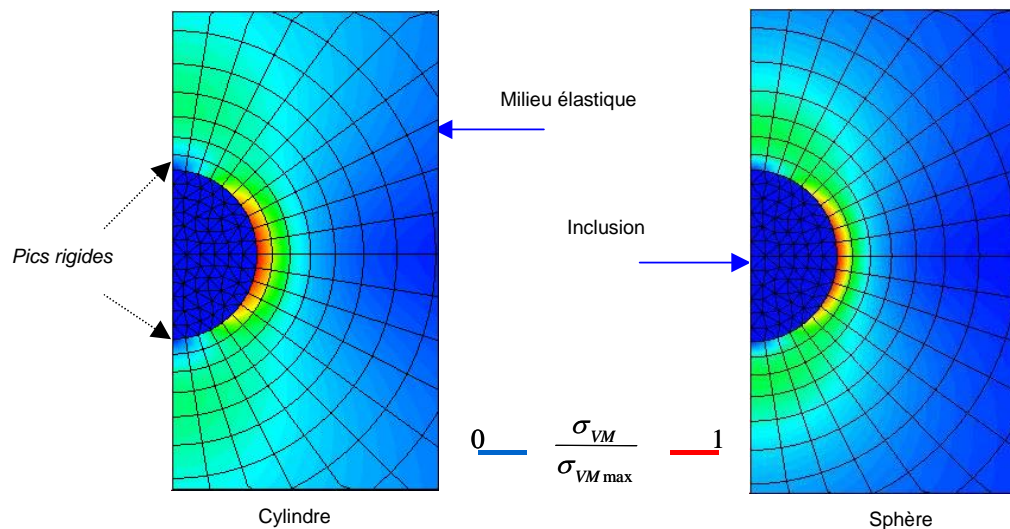 Milieu élastique
Pics rigides
Inclusion
0 σVM / σVM max 1
Cylindre
Sphère